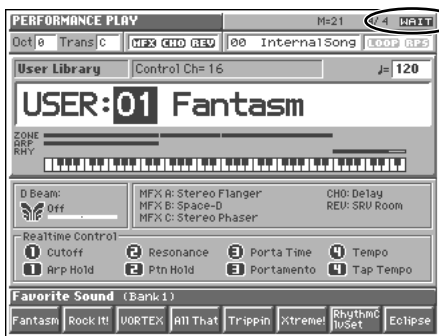 PERFORMANCE PLAY M=21 4/4 WAIT
Oct 0 Trans C MFX CHO REV 00 InternalSong LOOP RPS
User Library Control Ch= 16 ♩= 120
USER:01 Fantasm
ZONE
ARP
RHY
D Beam: MFX A: Stereo Flanger CHO: Delay
Off MFX B: Space-D REV: SRV Room
MFX C: Stereo Phaser
Realtime Control
1 Cutoff 2 Resonance 3 Porta Time 4 Tempo
1 Arp Hold 2 Ptn Hold 3 Portamento 4 Tap Tempo
Favorite Sound (Bank1)
Fantasm Rock It! VORTEX All That Trippin Xtreme! RhythmC 1vSet Eclipse